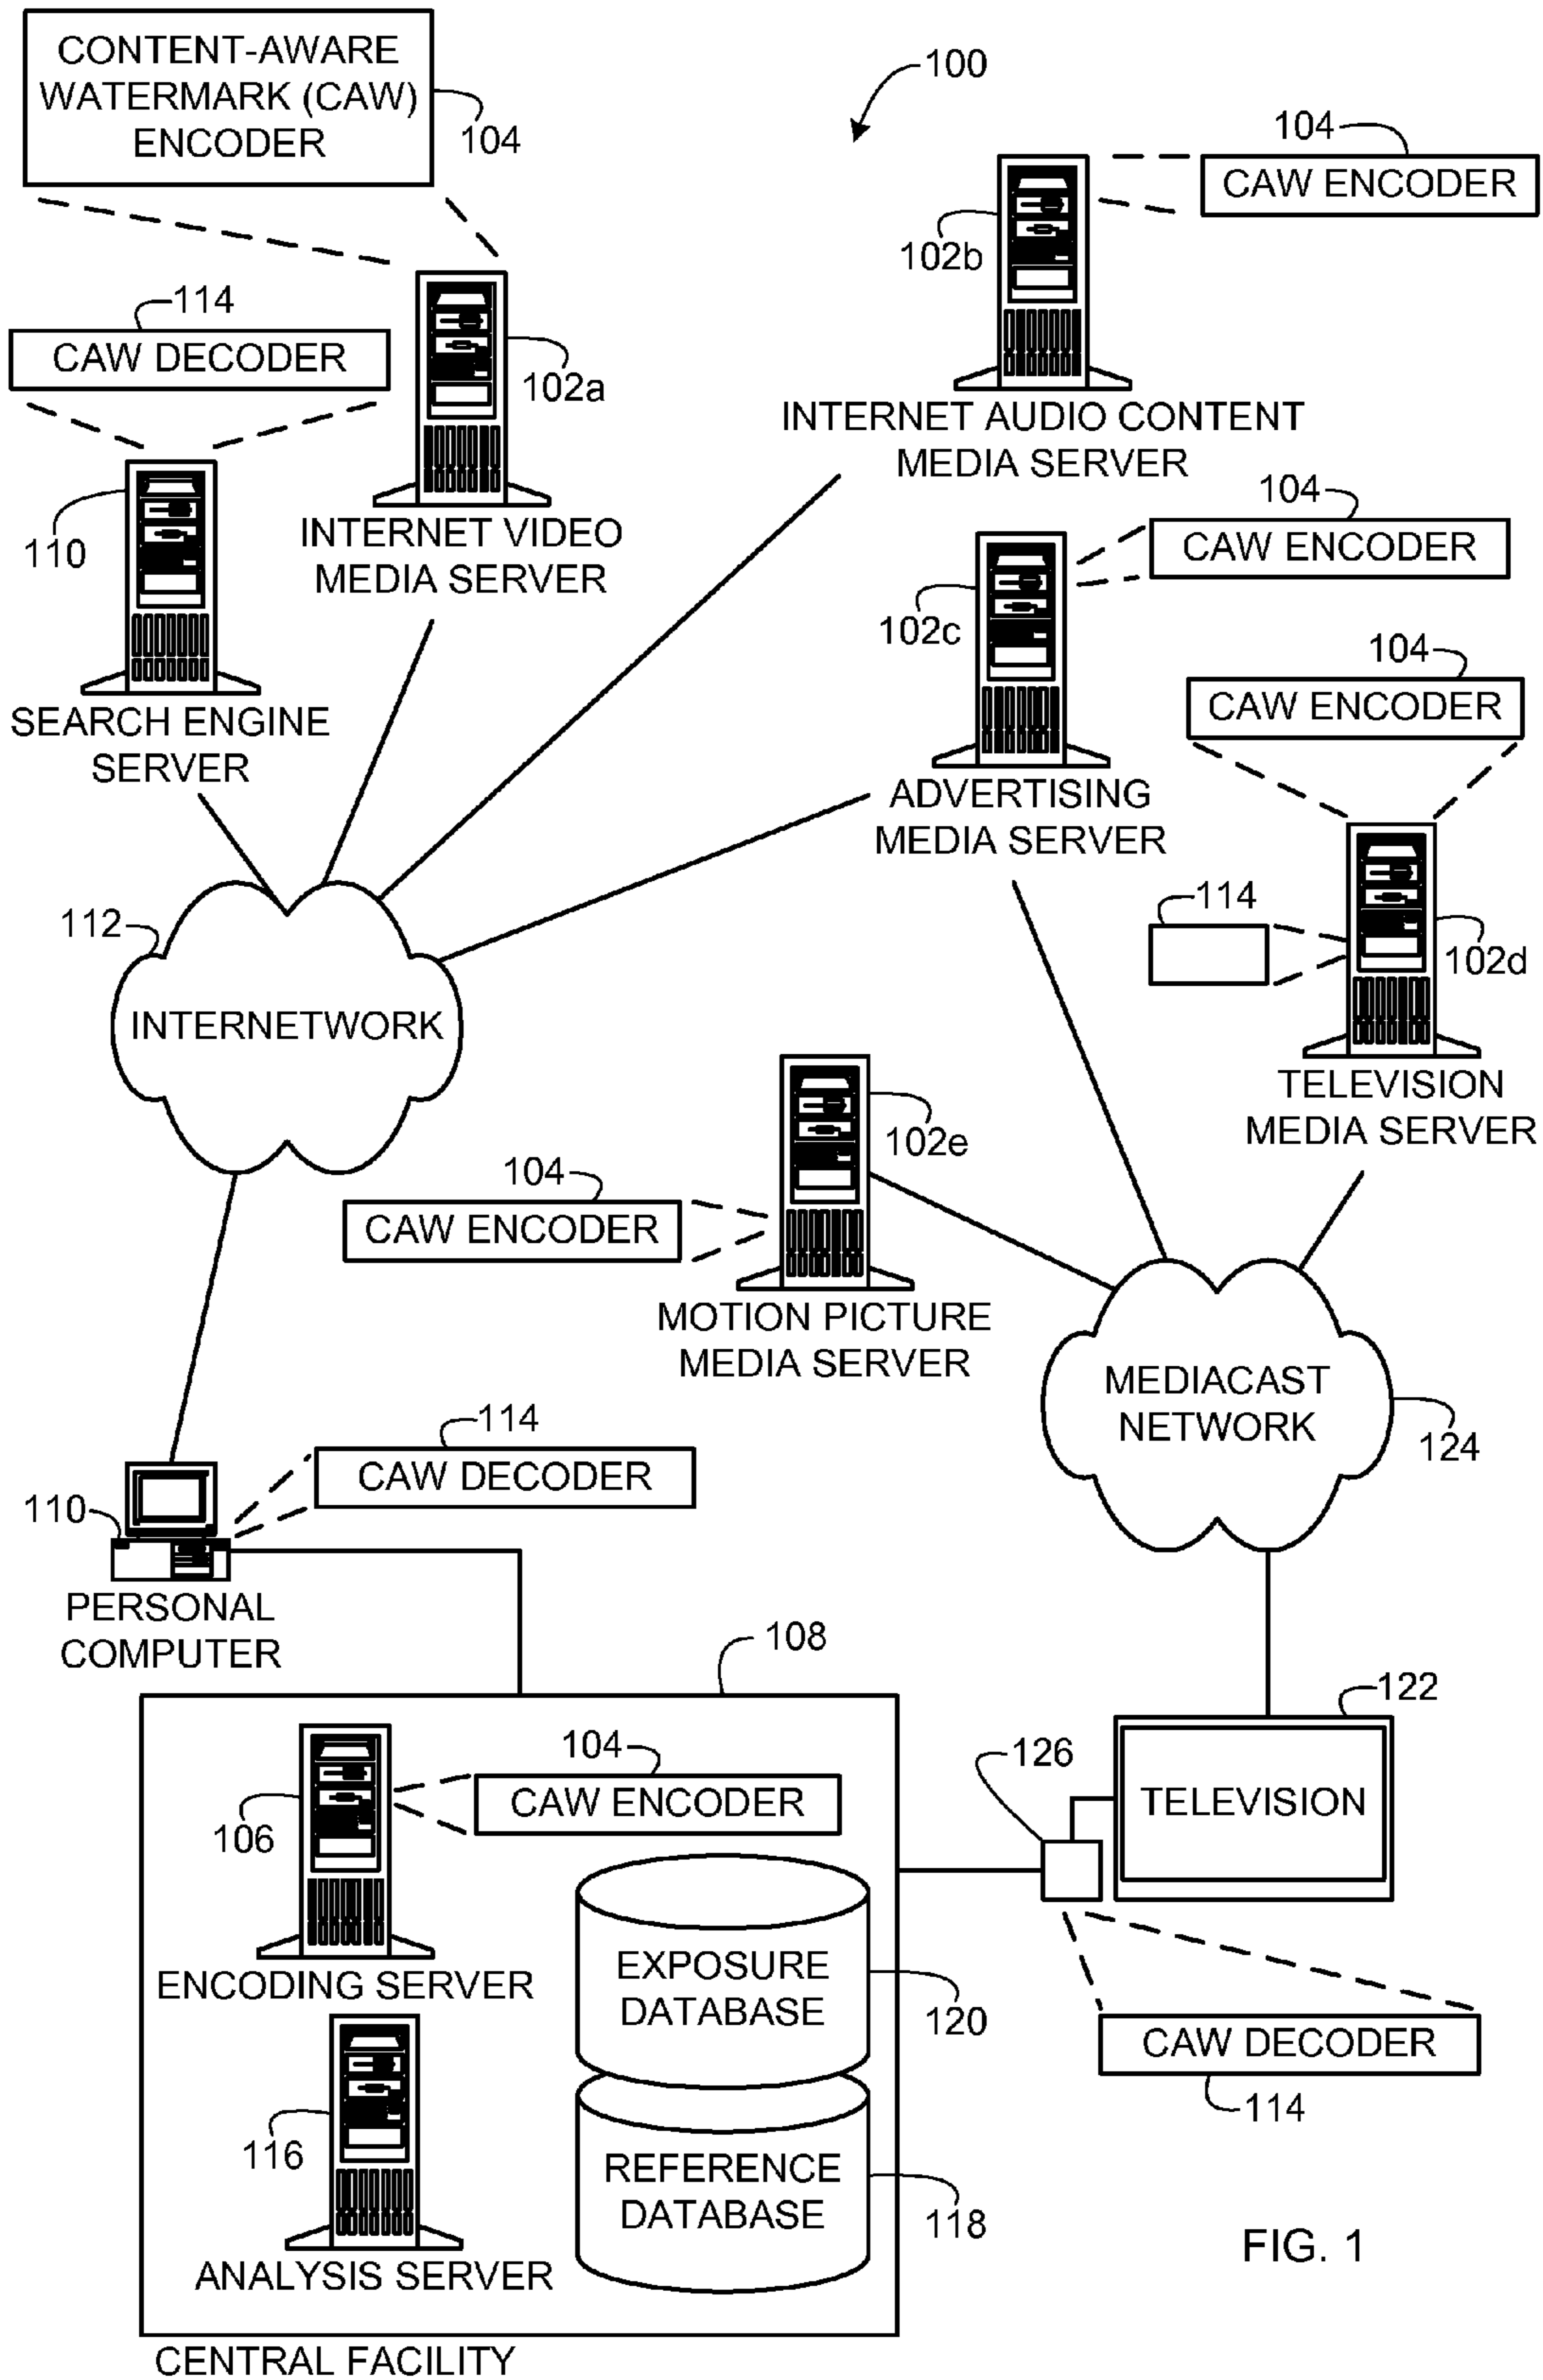 CONTENT-AWARE
WATERMARK (CAW)
ENCODER
104
100
104
CAW ENCODER
102b
114
CAW DECODER
102a
INTERNET AUDIO CONTENT
MEDIA SERVER
110
INTERNET VIDEO
MEDIA SERVER
104
CAW ENCODER
102c
104
CAW ENCODER
SEARCH ENGINE
SERVER
ADVERTISING
MEDIA SERVER
114
102d
112
INTERNETWORK
TELEVISION
MEDIA SERVER
102e
104
CAW ENCODER
MOTION PICTURE
MEDIA SERVER
MEDIACAST
NETWORK
124
114
CAW DECODER
110
PERSONAL
COMPUTER
108
122
104
CAW ENCODER
106
126
TELEVISION
ENCODING SERVER
EXPOSURE
DATABASE
120
CAW DECODER
114
116
REFERENCE
DATABASE
118
ANALYSIS SERVER
FIG. 1
CENTRAL FACILITY